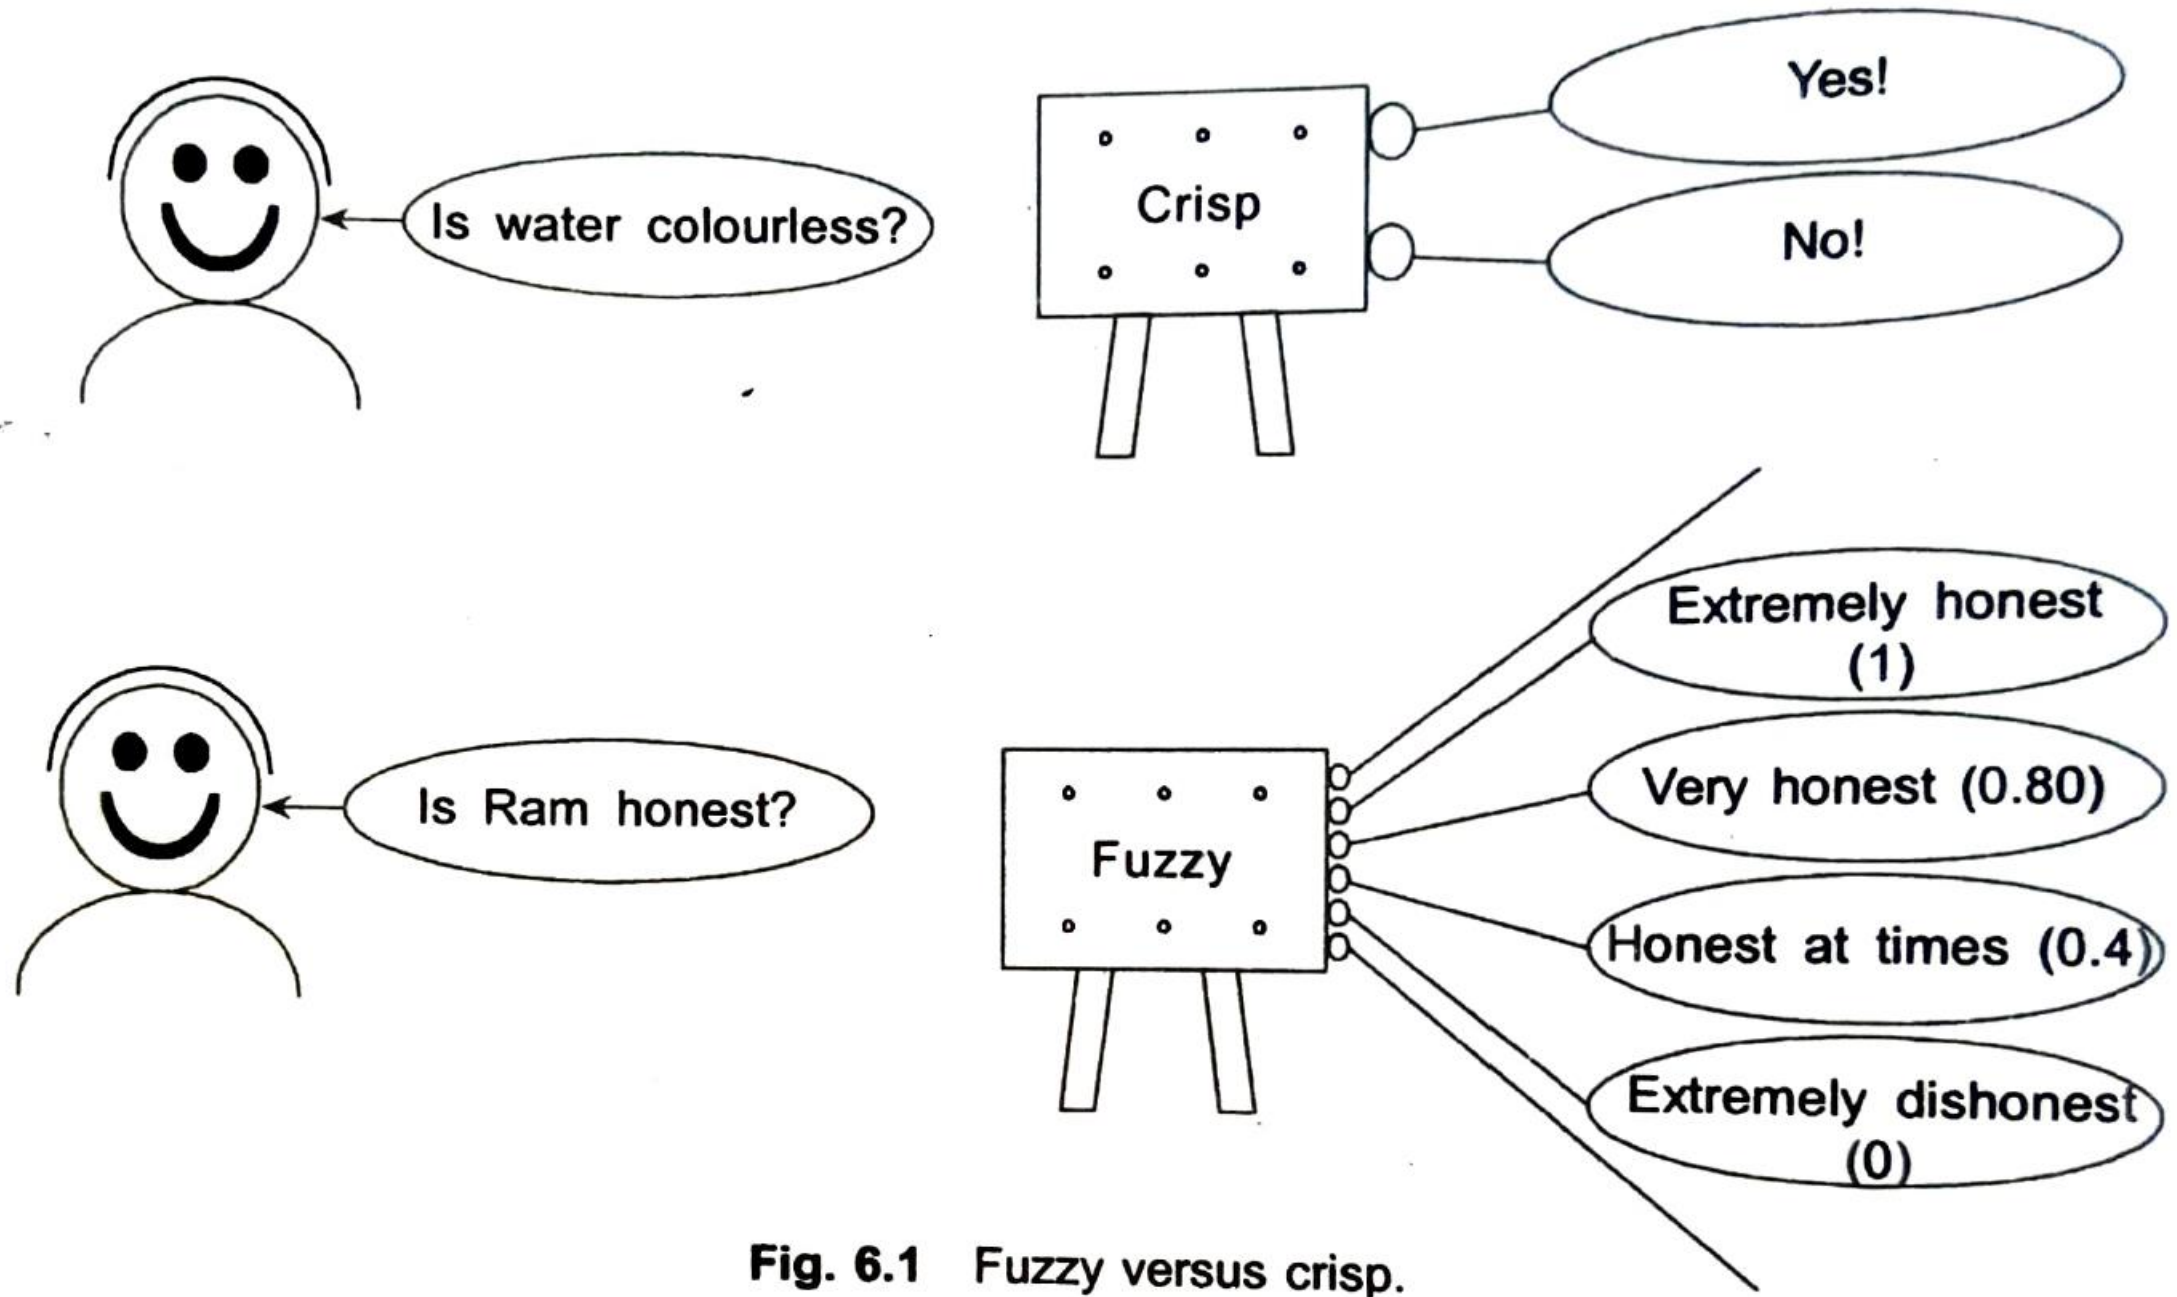 Is water colourless?
Crisp
Yes!
No!
Is Ram honest?
Fuzzy
Extremely honest
(1)
Very honest (0.80)
Honest at times (0.4)
Extremely dishonest
(0)
Fig. 6.1 Fuzzy versus crisp.